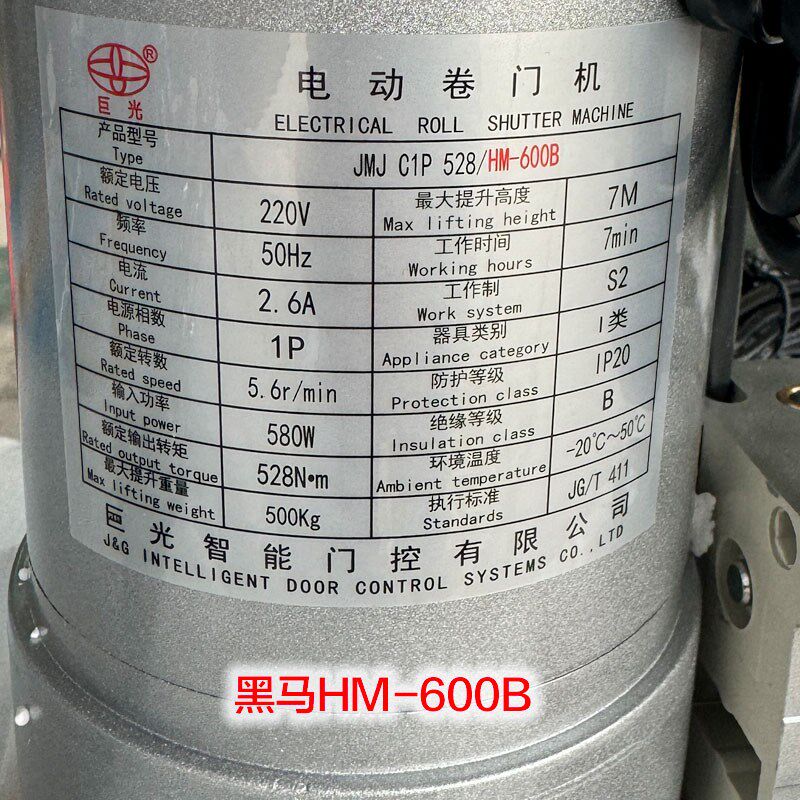 ®
巨光
电动卷门机
ELECTRICAL ROLL SHUTTER MACHINE
产品型号
Type
JMJ C1P 528/HM-600B
额定电压
Rated voltage
220V
最大提升高度
Max lifting height
7M
频率
Frequency
50Hz
工作时间
Working hours
7min
电流
Current
2.6A
工作制
Work system
S2
电源相数
Phase
1P
器具类别
Appliance category
I类
额定转数
Rated speed
5.6r/min
防护等级
Protection class
IP20
输入功率
Input power
580W
绝缘等级
Insulation class
B
额定输出转矩
Rated output torque
528N•m
环境温度
Ambient temperature
-20℃~50℃
最大提升重量
Max lifting weight
500Kg
执行标准
Standards
JG/T 411
巨光智能门控有限公司
J&G INTELLIGENT DOOR CONTROL SYSTEMS CO.,LTD
黑马HM-600B